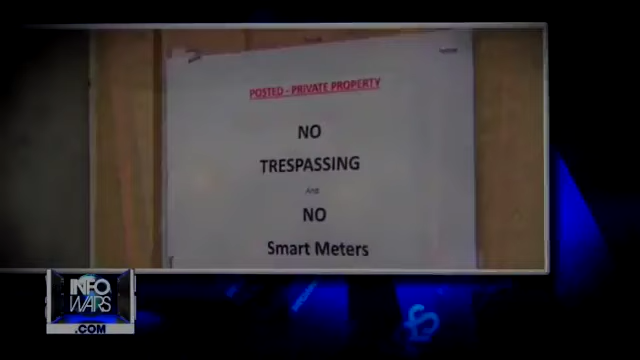 POSTED - PRIVATE PROPERTY
NO
TRESPASSING
And
NO
Smart Meters
INFO
WARS
.COM